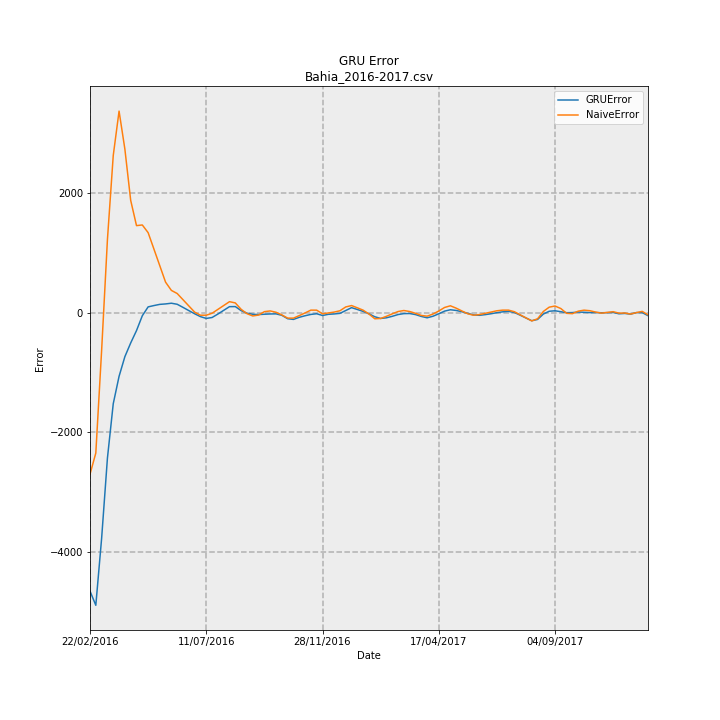 GRU Error
Bahia_2016-2017.csv
GRUError
NaiveError
2000
0
−2000
−4000
Error
22/02/2016
11/07/2016
28/11/2016
17/04/2017
04/09/2017
Date